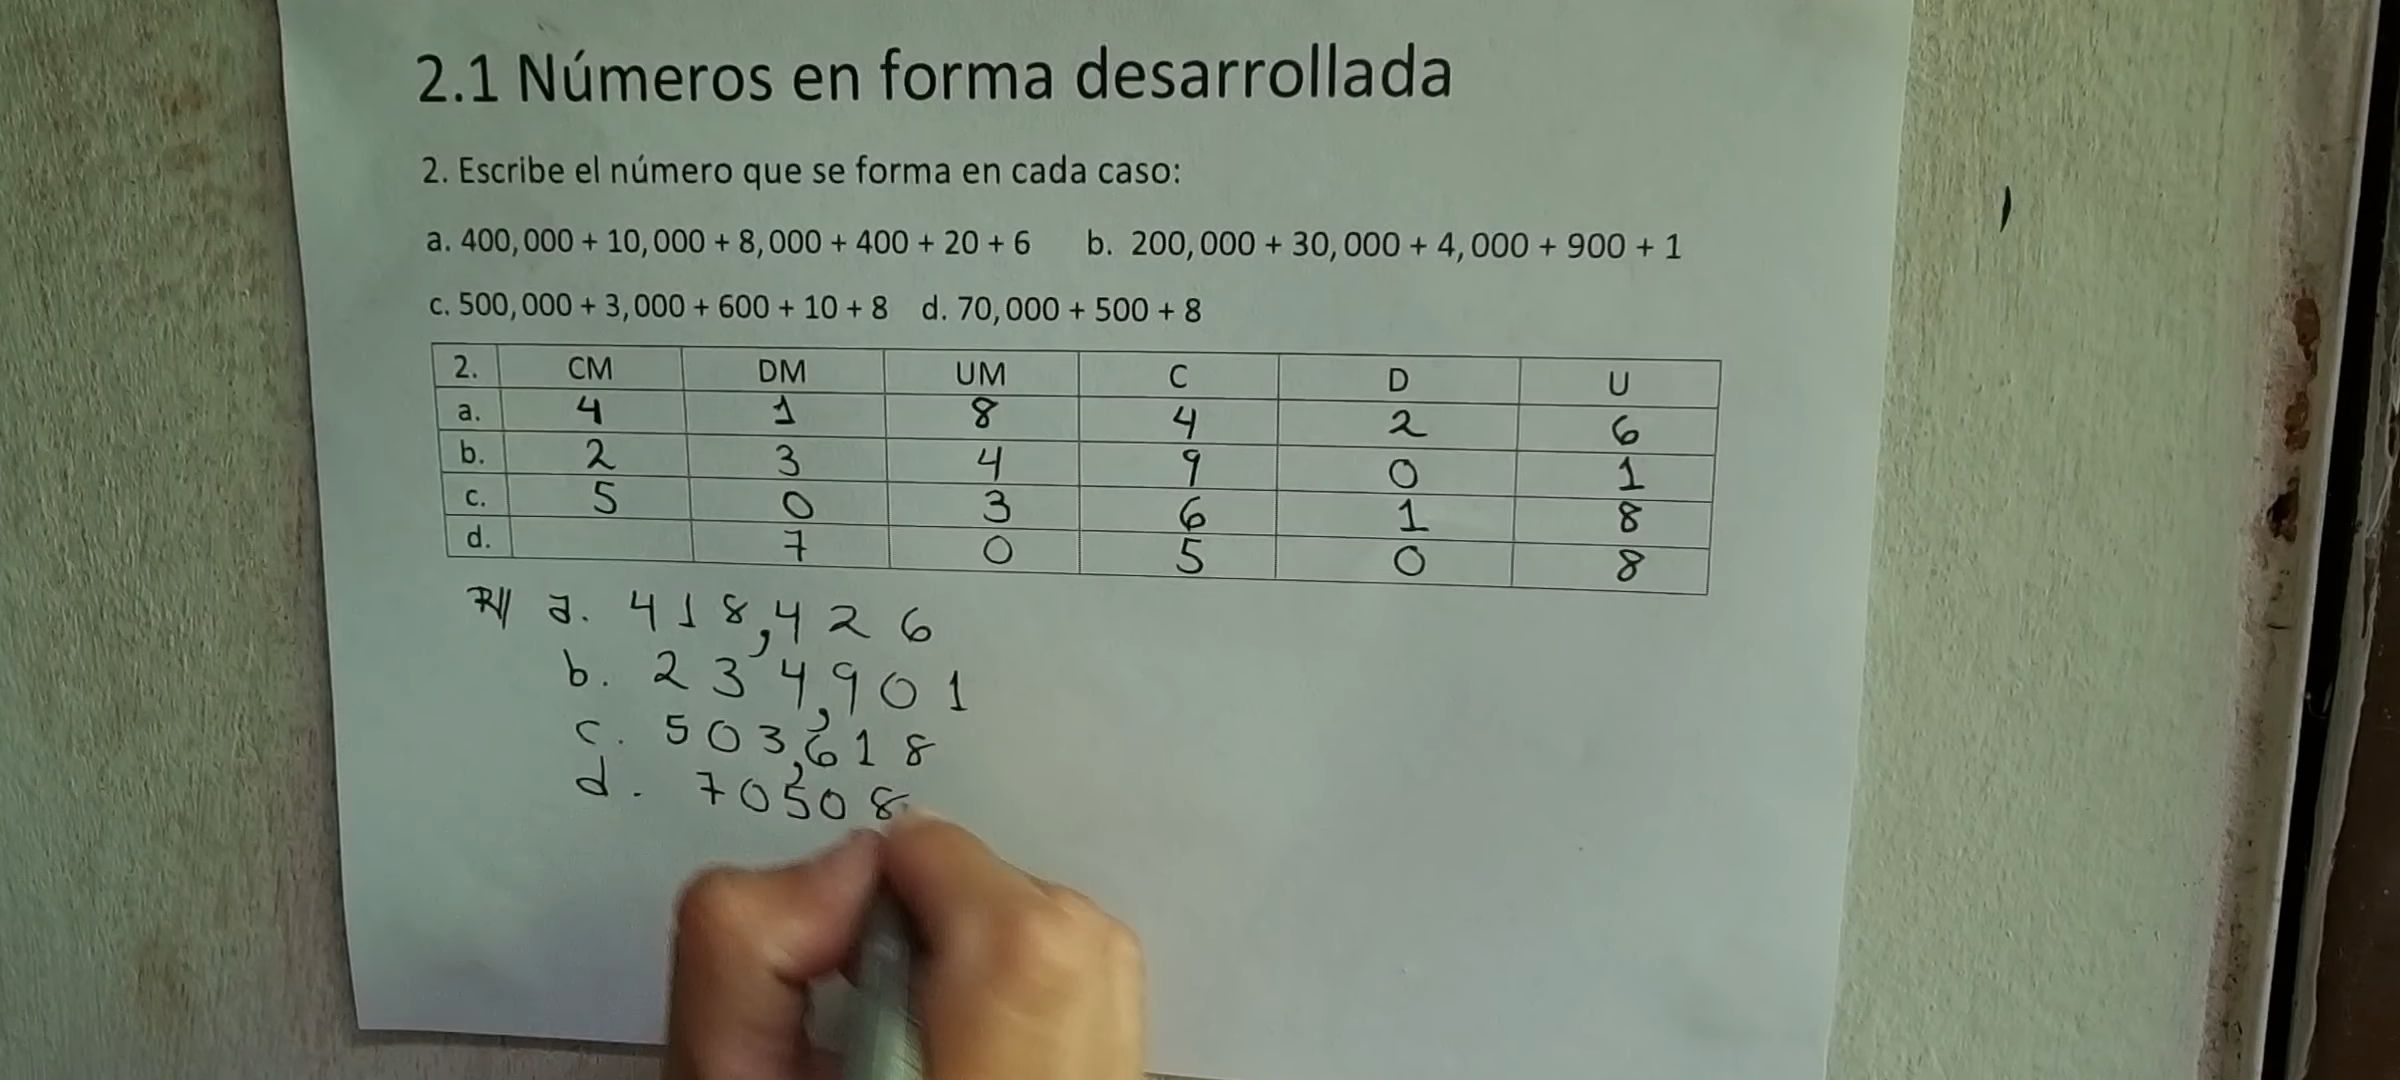 2.1 Números en forma desarrollada
2. Escribe el número que se forma en cada caso:
a. 400,000 + 10,000 + 8,000 + 400 + 20 + 6 b. 200,000 + 30,000 + 4,000 + 900 + 1
c. 500,000 + 3,000 + 600 + 10 + 8 d. 70,000 + 500 + 8
2. CM DM UM C D U
a. 4 1 8 4 2 6
b. 2 3 4 9 0 1
c. 5 0 3 6 1 8
d. 7 0 5 0 8
R// a. 418,426
b. 234,901
c. 503,618
d. 70508